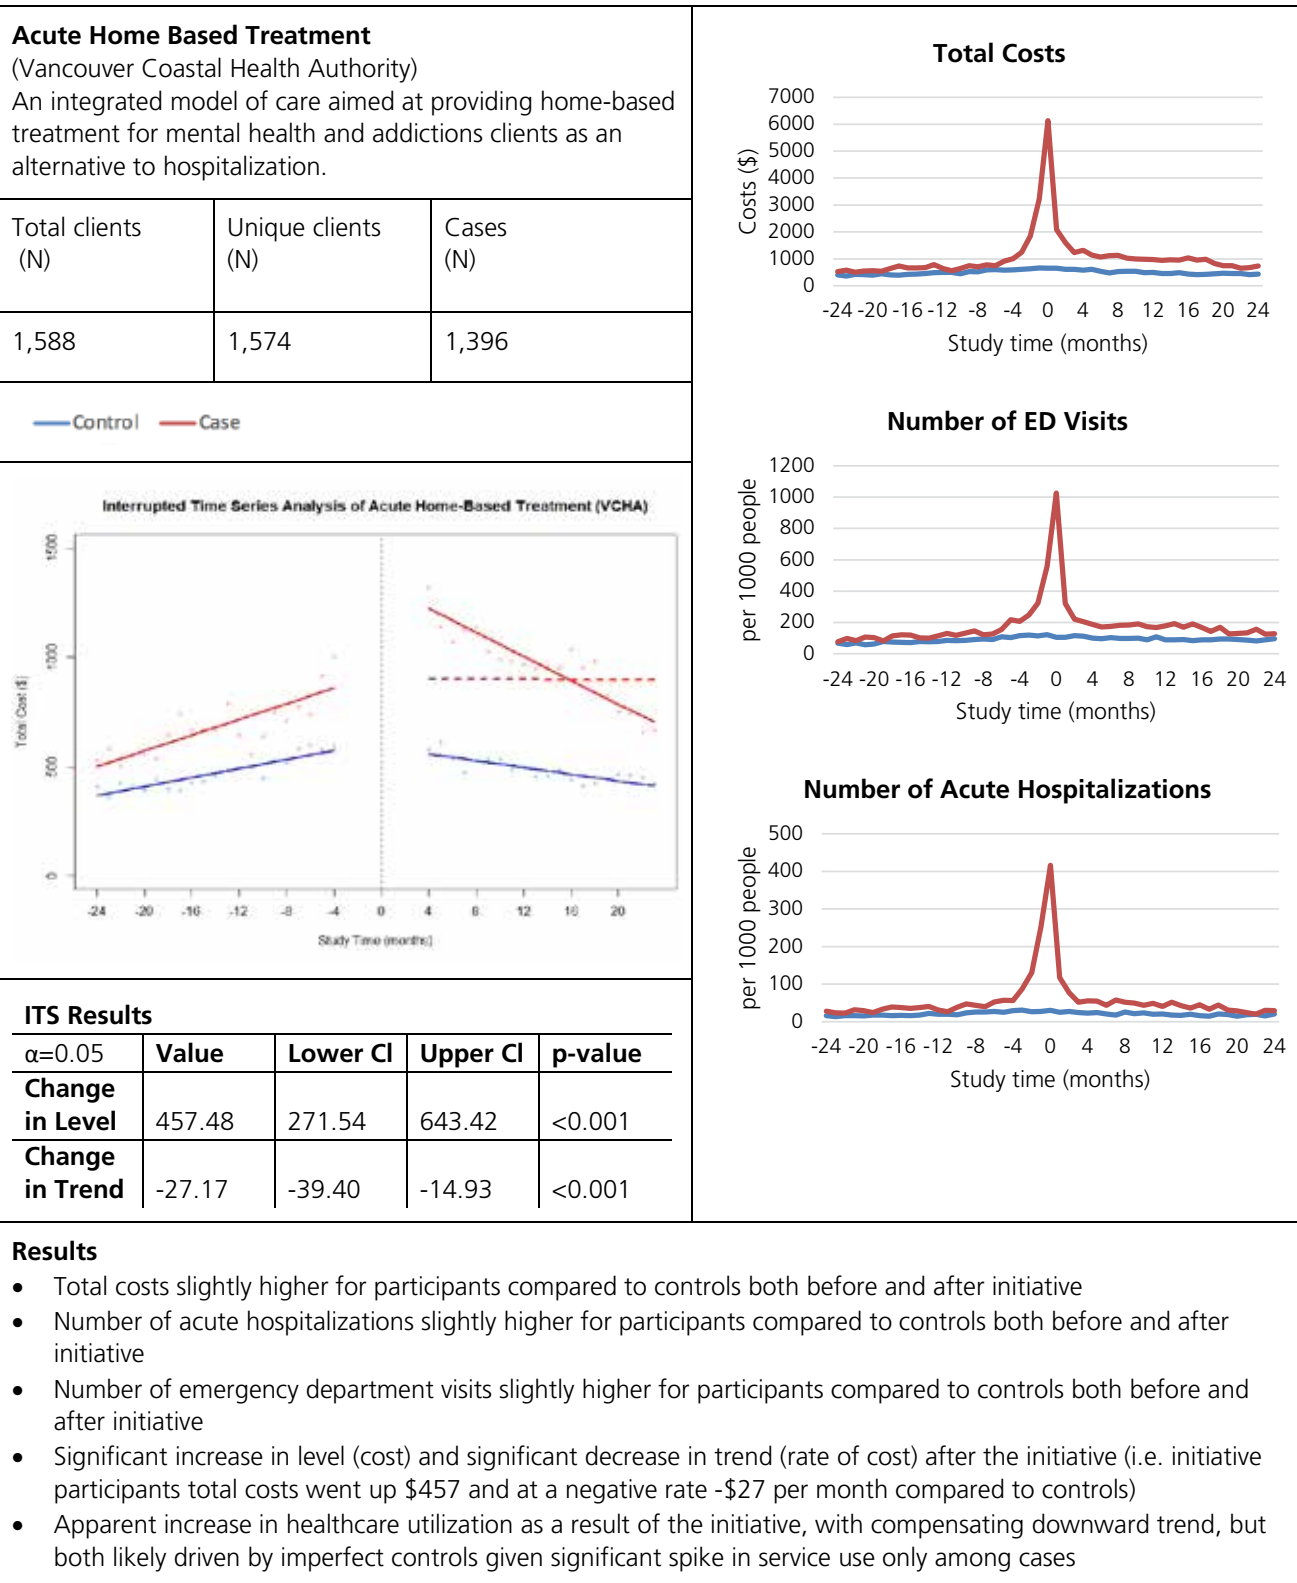 Acute Home Based Treatment
(Vancouver Coastal Health Authority)
An integrated model of care aimed at providing home-based
treatment for mental health and addictions clients as an
alternative to hospitalization.
Total clients
(N)
Unique clients
(N)
Cases
(N)
1,588
1,574
1,396
Control Case
Interrupted Time Series Analysis of Acute Home-Based Treatment (VCHA)
1500
1000
500
0
Total Cost ($)
-24 -20 -16 -12 -8 -4 0 4 8 12 16 20
Study Time (months)
ITS Results
α=0.05 Value Lower CI Upper CI p-value
Change
in Level 457.48 271.54 643.42 <0.001
Change
in Trend -27.17 -39.40 -14.93 <0.001
Total Costs
7000
6000
5000
4000
3000
2000
1000
0
Costs ($)
-24 -20 -16 -12 -8 -4 0 4 8 12 16 20 24
Study time (months)
Number of ED Visits
1200
1000
800
600
400
200
0
per 1000 people
-24 -20 -16 -12 -8 -4 0 4 8 12 16 20 24
Study time (months)
Number of Acute Hospitalizations
500
400
300
200
100
0
per 1000 people
-24 -20 -16 -12 -8 -4 0 4 8 12 16 20 24
Study time (months)
Results
• Total costs slightly higher for participants compared to controls both before and after initiative
• Number of acute hospitalizations slightly higher for participants compared to controls both before and after
initiative
• Number of emergency department visits slightly higher for participants compared to controls both before and
after initiative
• Significant increase in level (cost) and significant decrease in trend (rate of cost) after the initiative (i.e. initiative
participants total costs went up $457 and at a negative rate -$27 per month compared to controls)
• Apparent increase in healthcare utilization as a result of the initiative, with compensating downward trend, but
both likely driven by imperfect controls given significant spike in service use only among cases